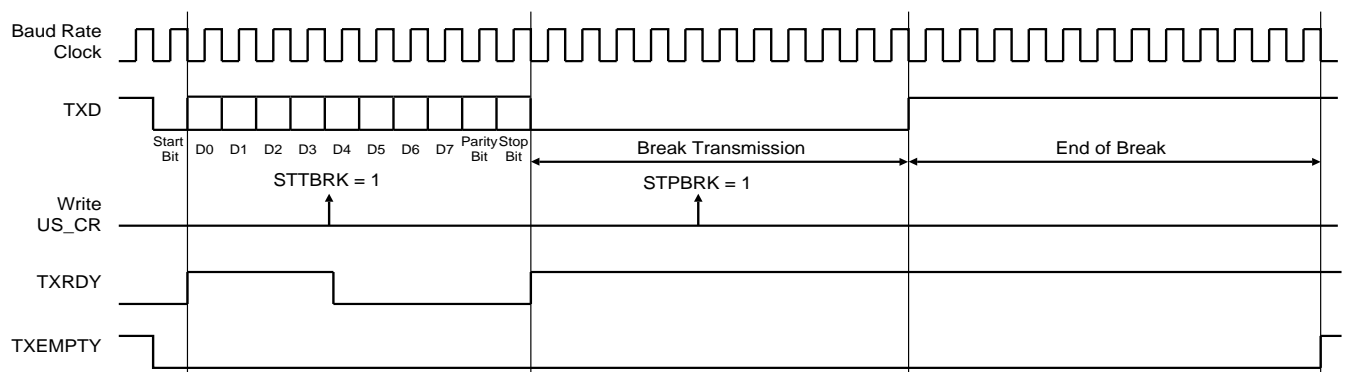 Baud Rate
Clock
TXD
Start
Bit
D0 D1 D2 D3 D4 D5 D6 D7
Parity
Bit
Stop
Bit
Break Transmission
End of Break
STTBRK = 1
STPBRK = 1
Write
US_CR
TXRDY
TXEMPTY